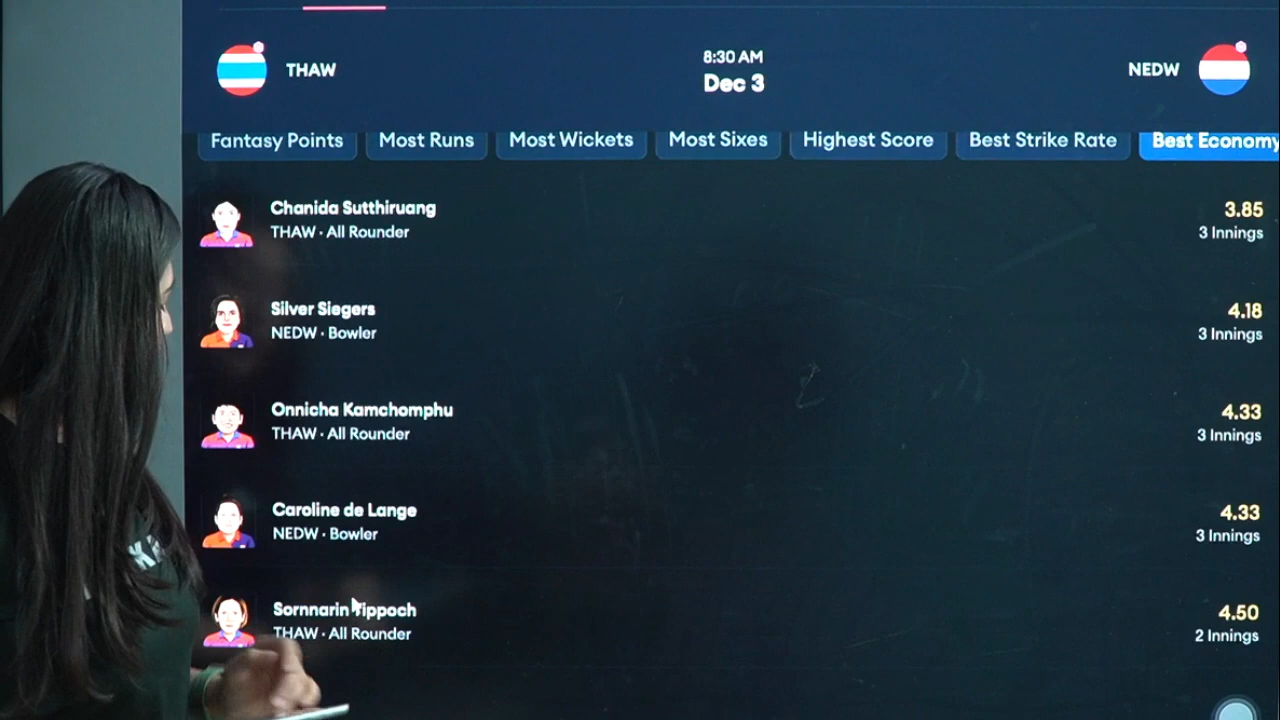 THAW
8:30 AM
Dec 3
NEDW
Fantasy Points
Most Runs
Most Wickets
Most Sixes
Highest Score
Best Strike Rate
Best Economy
Chanida Sutthiruang
THAW · All Rounder
3.85
3 Innings
Silver Siegers
NEDW · Bowler
4.18
3 Innings
Onnicha Kamchomphu
THAW · All Rounder
4.33
3 Innings
Caroline de Lange
NEDW · Bowler
4.33
3 Innings
Sornnarin Tippoch
THAW · All Rounder
4.50
2 Innings